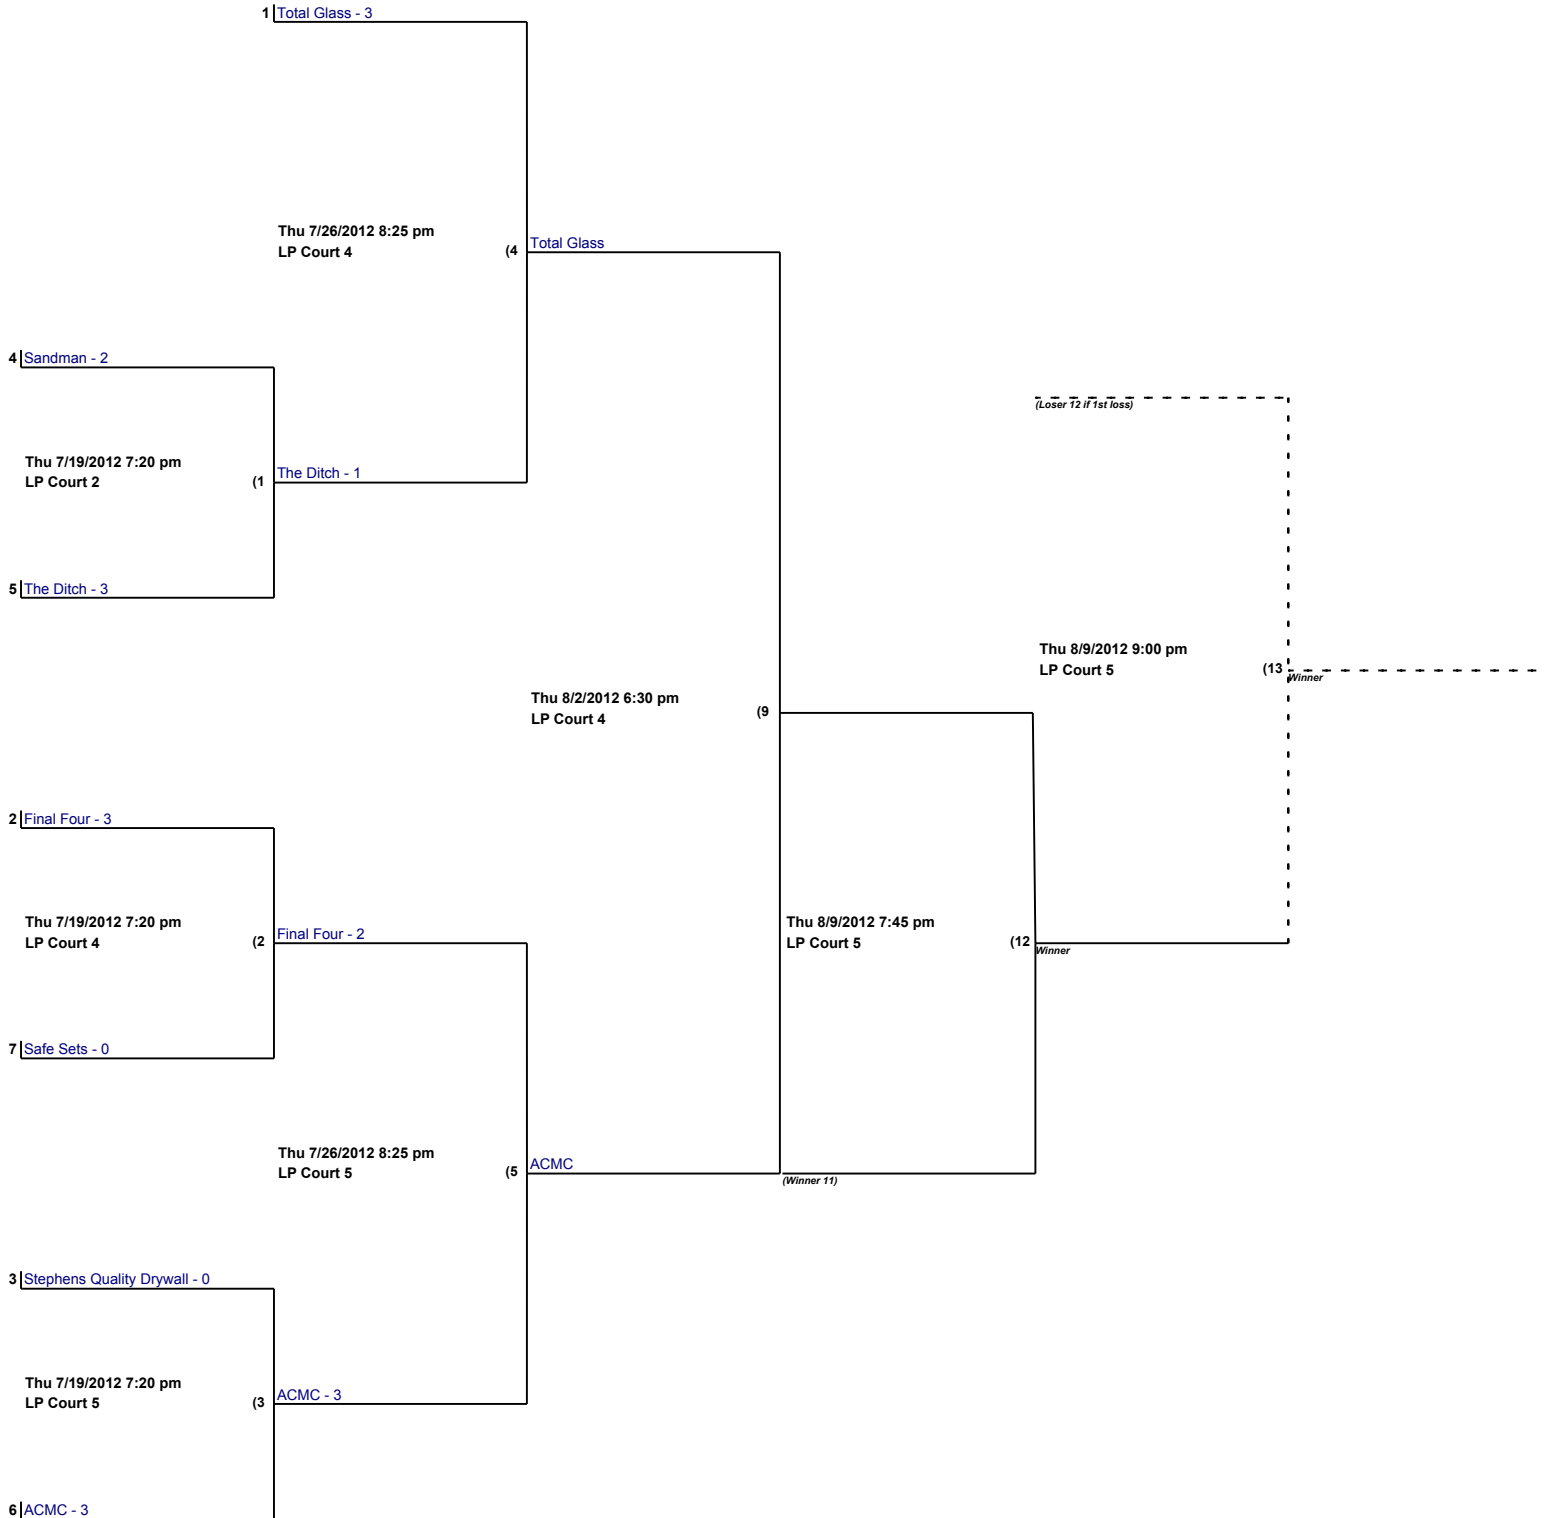 1 Total Glass - 3
Thu 7/26/2012 8:25 pm
LP Court 4
(4
Total Glass
4 Sandman - 2
(Loser 12 if 1st loss)
Thu 7/19/2012 7:20 pm
LP Court 2
(1
The Ditch - 1
5 The Ditch - 3
Thu 8/9/2012 9:00 pm
LP Court 5
(13
Winner
Thu 8/2/2012 6:30 pm
LP Court 4
(9
2 Final Four - 3
Thu 7/19/2012 7:20 pm
LP Court 4
(2
Final Four - 2
Thu 8/9/2012 7:45 pm
LP Court 5
(12
Winner
7 Safe Sets - 0
Thu 7/26/2012 8:25 pm
LP Court 5
(5
ACMC
(Winner 11)
3 Stephens Quality Drywall - 0
Thu 7/19/2012 7:20 pm
LP Court 5
(3
ACMC - 3
6 ACMC - 3